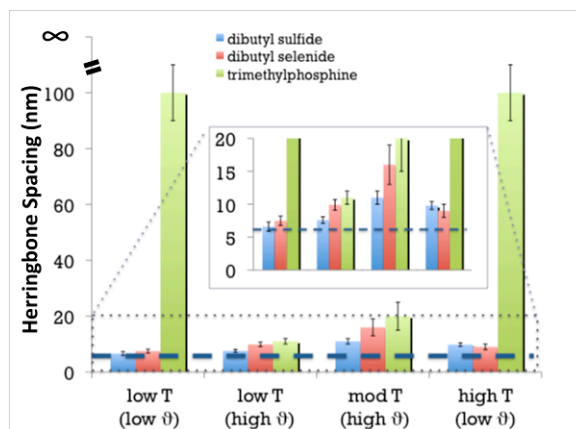 ∞
dibutyl sulfide
dibutyl selenide
trimethylphosphine
Herringbone Spacing (nm)
100
80
60
40
20
0
20
15
10
5
0
low T low T mod T high T
(low ϑ) (high ϑ) (high ϑ) (low ϑ)